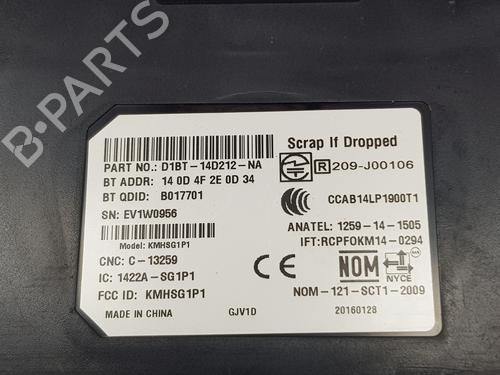 B-PARTS
Scrap If Dropped
PART NO.: D1BT-14D212-NA
BT ADDR: 14 0D 4F 2E 0D 34
BT QDID: B017701
SN: EV1W0956
Model: KMHSG1P1
CNC: C-13259
IC: 1422A-SG1P1
FCC ID: KMHSG1P1
MADE IN CHINA
GJV1D
R 209-J00106
CCAB14LP1900T1
ANATEL: 1259-14-1505
IFT:RCPFOKM14-0294
CE
NOM
NYCE
NOM-121-SCT1-2009
20160128